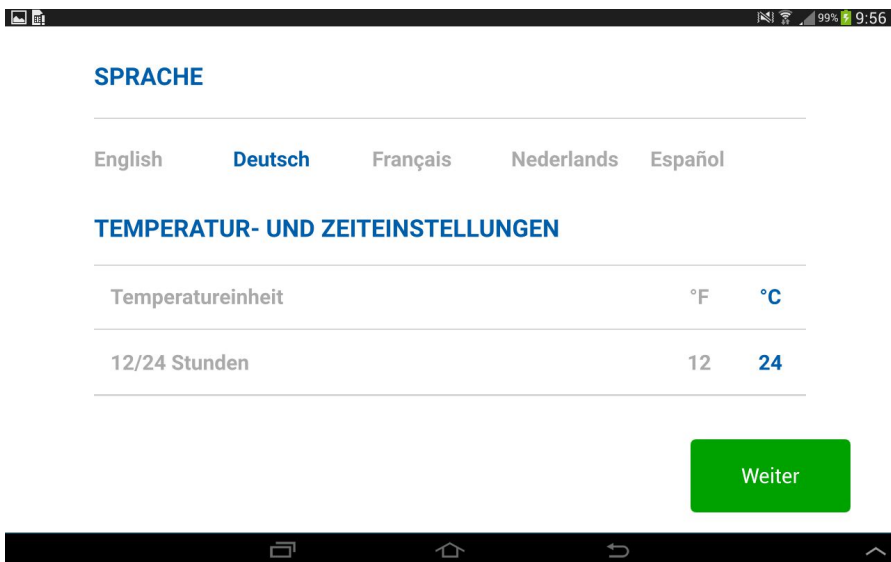 99% 9:56
SPRACHE
English Deutsch Français Nederlands Español
TEMPERATUR- UND ZEITEINSTELLUNGEN
Temperatureinheit °F °C
12/24 Stunden 12 24
Weiter